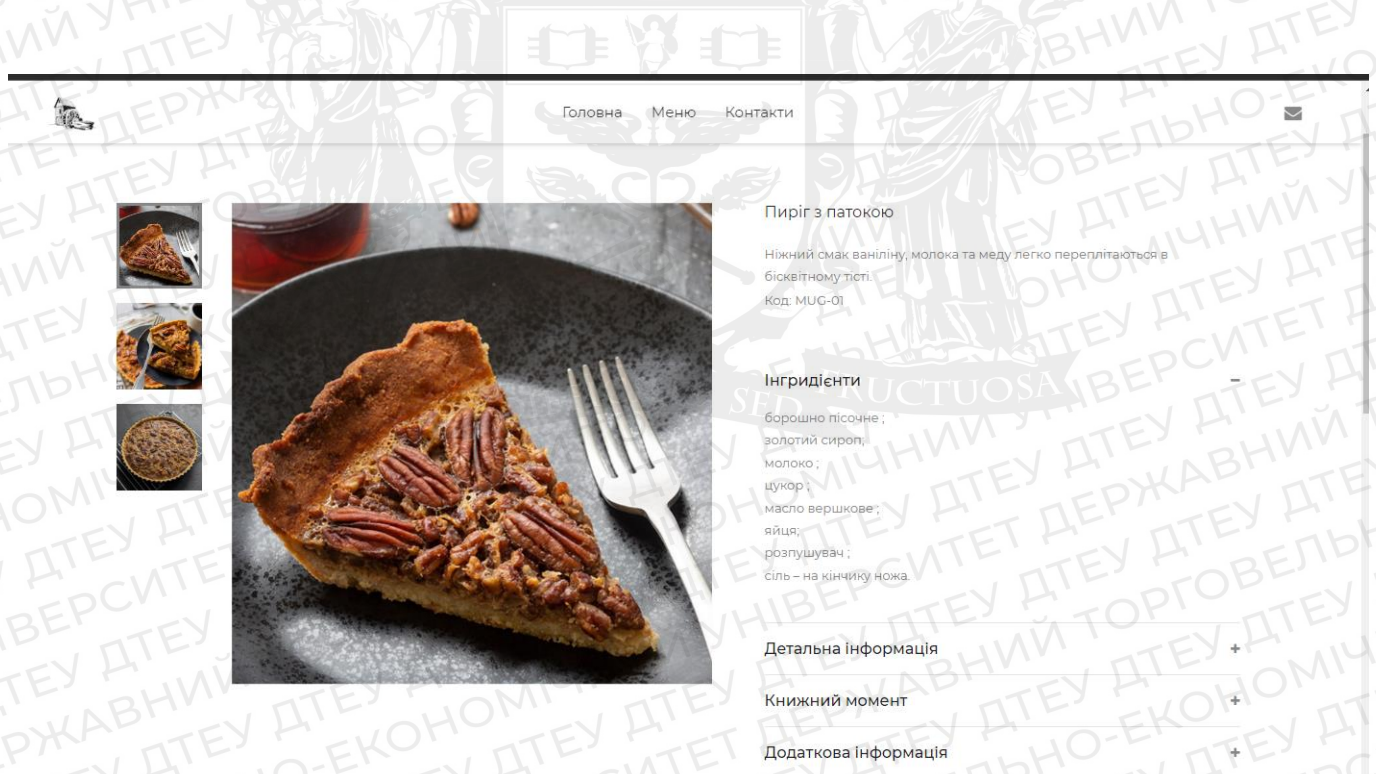 Головна Меню Контакти
Пиріг з патокою
Ніжний смак ваніліну, молока та меду легко переплітаються в
бісквітному тісті.
Код: MUG-01
Інгридієнти
борошно пісочне ;
золотий сироп;
молоко ;
цукор ;
масло вершкове ;
яйця;
розпушувач ;
сіль – на кінчику ножа.
Детальна інформація
Книжний момент
Додаткова інформація
SED FRUCTUOSA